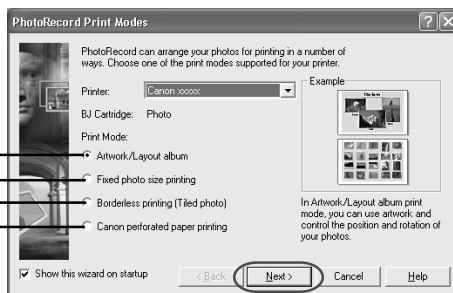 PhotoRecord Print Modes
PhotoRecord can arrange your photos for printing in a number of
ways. Choose one of the print modes supported for your printer.
Printer: Canon xxxxx
BJ Cartridge: Photo
Print Mode:
Artwork/Layout album
Fixed photo size printing
Borderless printing (Tiled photo)
Canon perforated paper printing
Example
In Artwork/Layout album print
mode, you can use artwork and
control the position and rotation of
your photos.
Show this wizard on startup
< Back
Next >
Cancel
Help